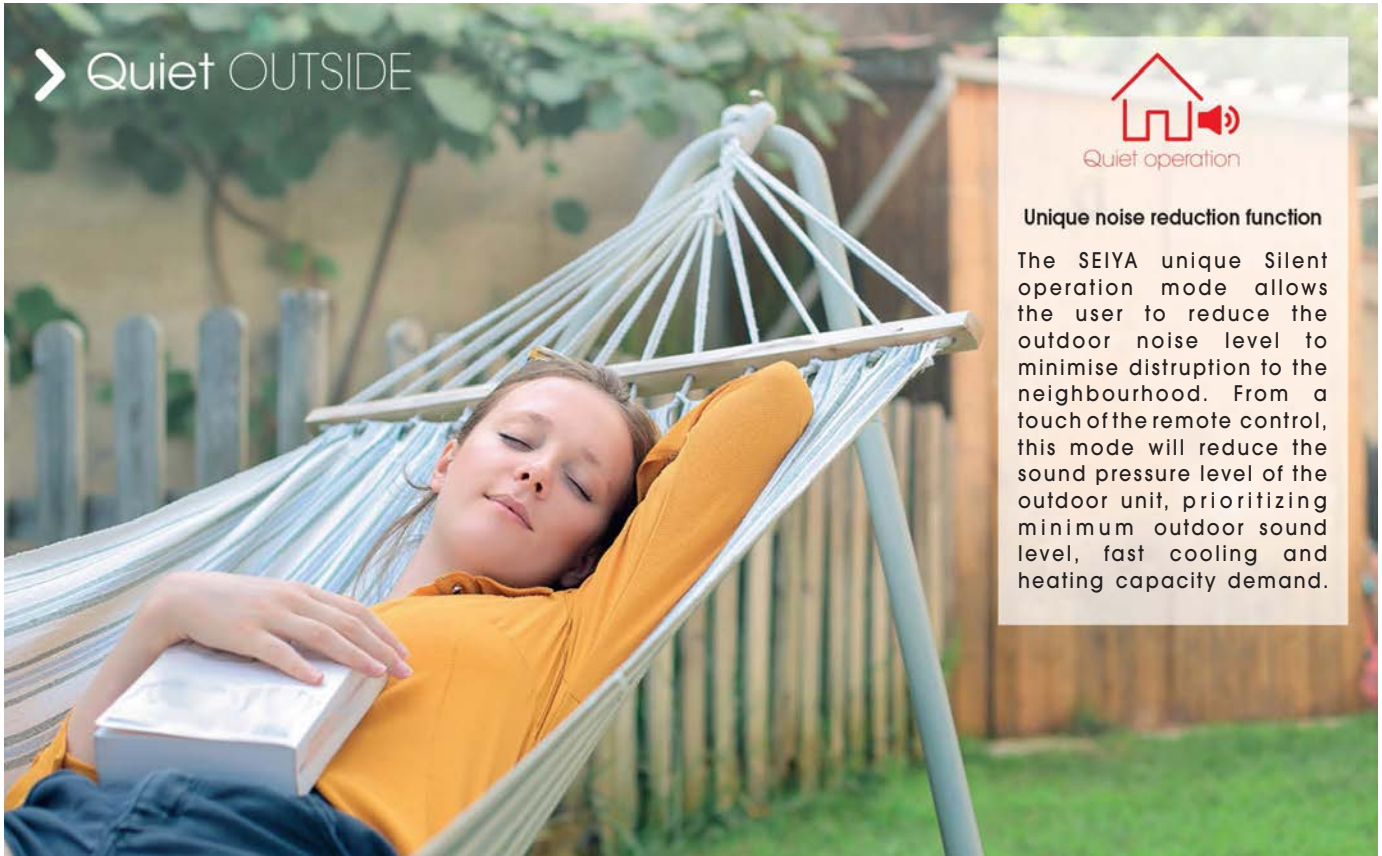 Quiet OUTSIDE
Quiet operation
Unique noise reduction function
The SEIYA unique Silent
operation mode allows
the user to reduce the
outdoor noise level to
minimise distruption to the
neighbourhood. From a
touch of the remote control,
this mode will reduce the
sound pressure level of the
outdoor unit, prioritizing
minimum outdoor sound
level, fast cooling and
heating capacity demand.